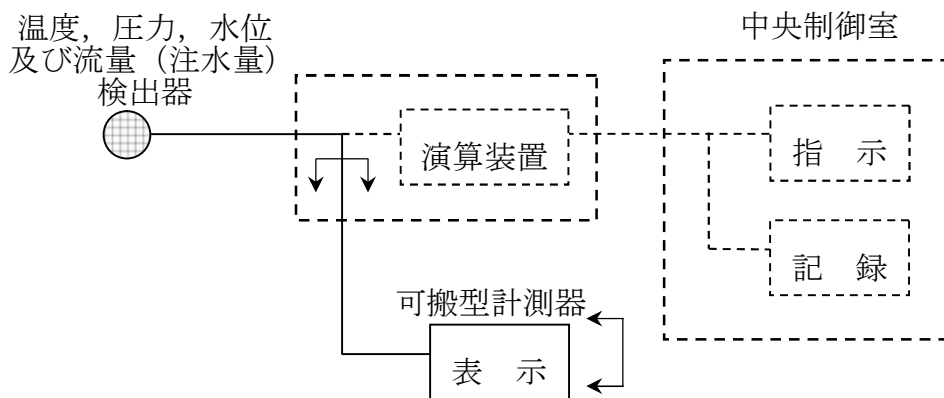 温度，圧力，水位
及び流量（注水量）
検出器
中央制御室
演算装置
指　示
記　録
可搬型計測器
表　示